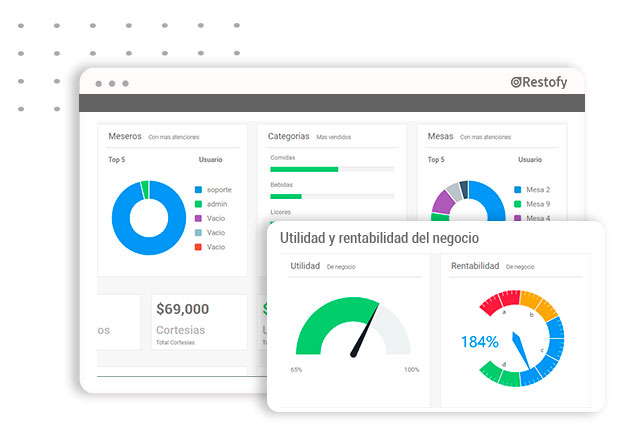 Restofy
Meseros Con mas atenciones
Top 5 Usuario
soporte
admin
Vacio
Vacio
Vacio
Categorias Mas vendidos
Comidas
Bebidas
Licores
Mesas Con mas atenciones
Top 5 Usuario
Mesa 2
Mesa 9
Mesa 4
os
$69,000
Cortesias
Total Cortesias
Utilidad y rentabilidad del negocio
Utilidad De negocio
65% 100%
Rentabilidad De negocio
184%
a
b
c
d